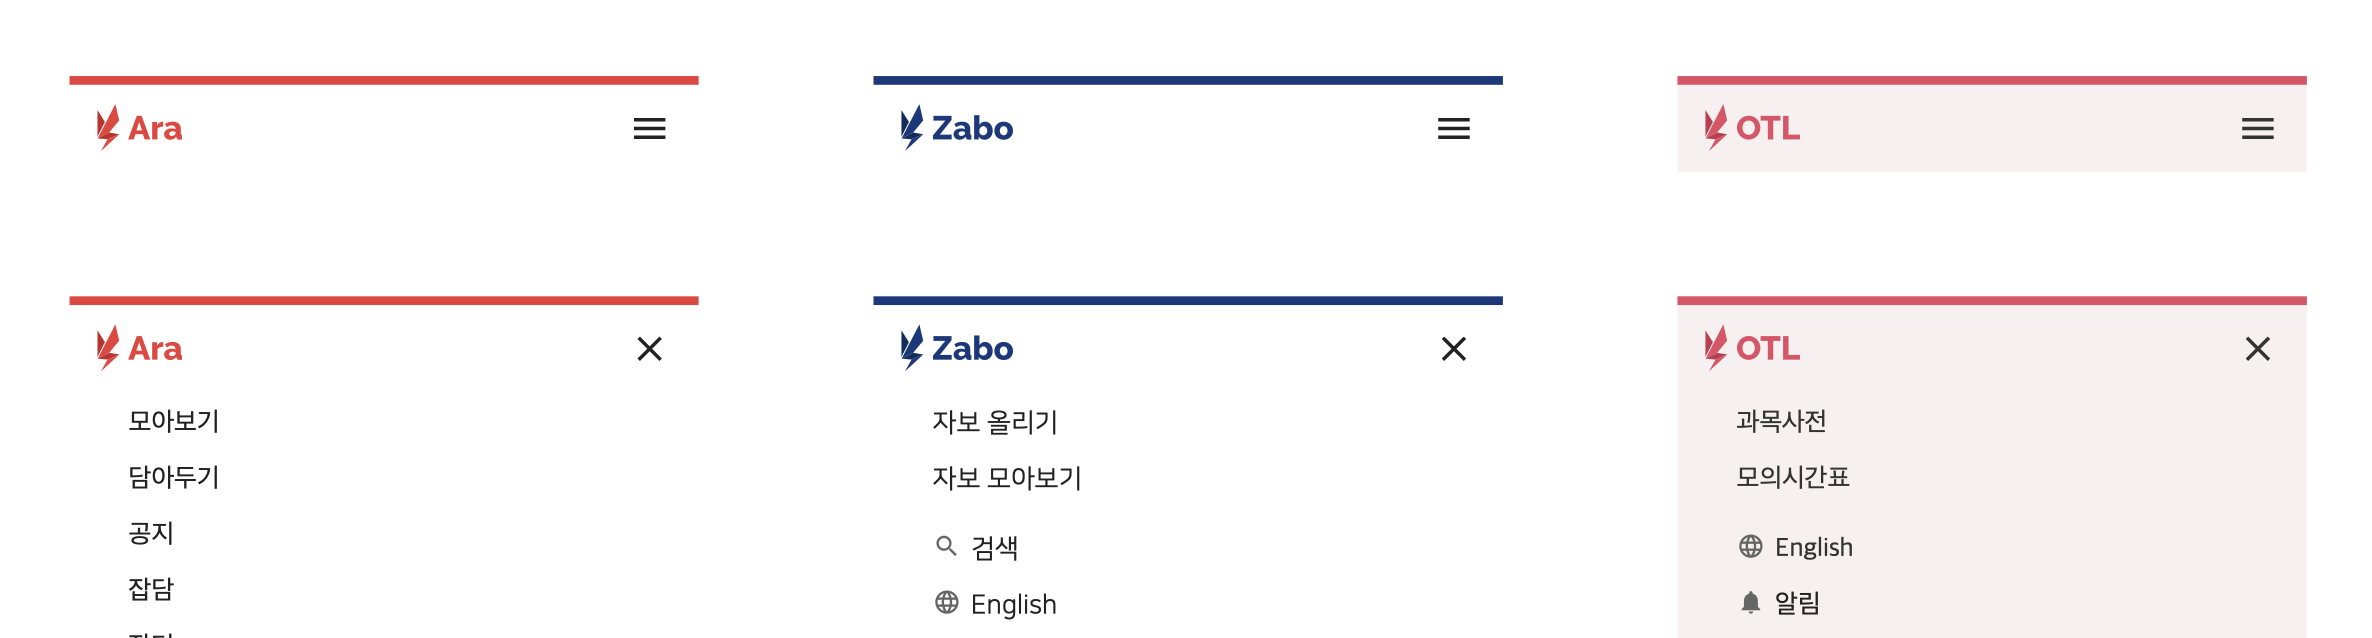 Ara
Zabo
OTL
Ara
모아보기
담아두기
공지
잡담
Zabo
자보 올리기
자보 모아보기
검색
English
OTL
과목사전
모의시간표
English
알림